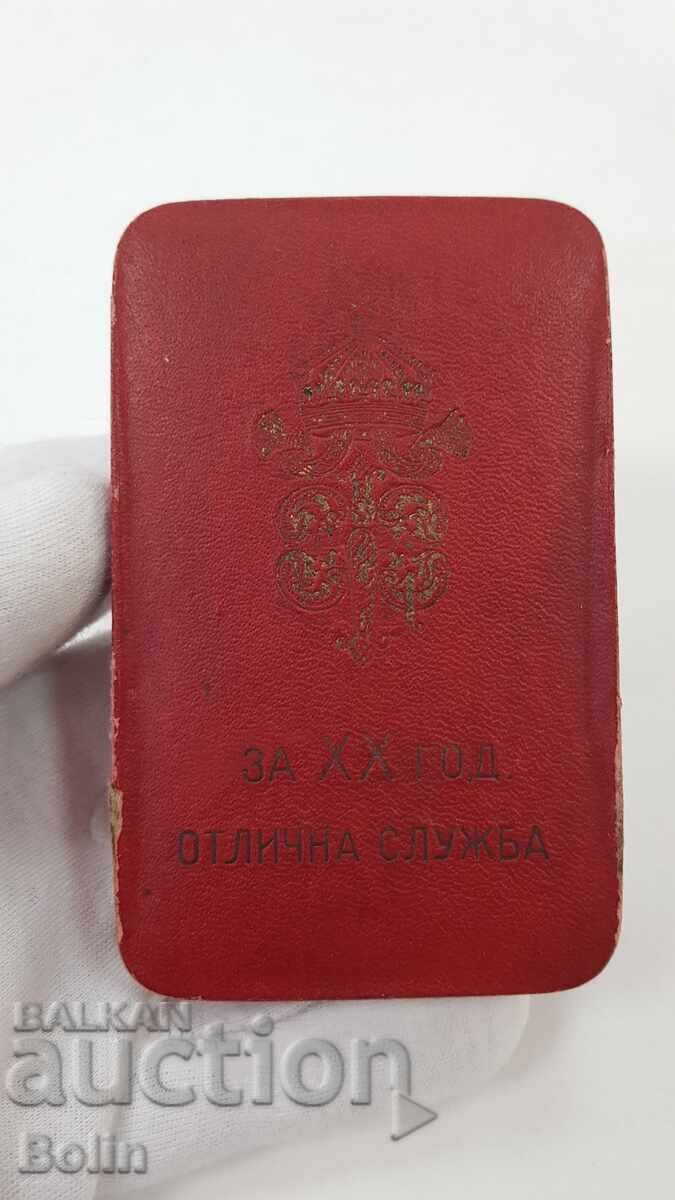 ЗА XX ГОД.
ОТЛИЧНА СЛУЖБА
BALKAN
auction
Bolin